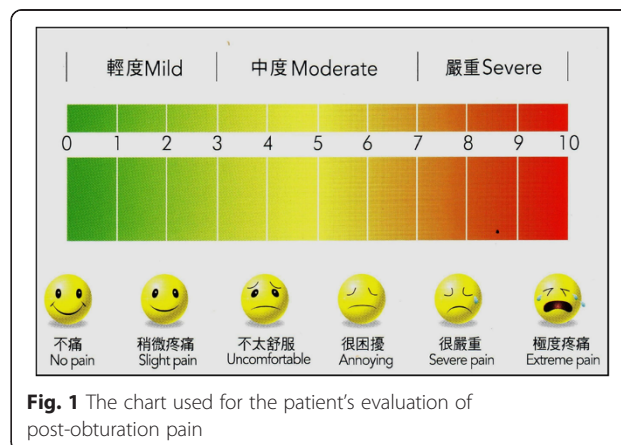 輕度Mild 中度Moderate 嚴重Severe
0 1 2 3 4 5 6 7 8 9 10
不痛 稍微疼痛 不太舒服 很困擾 很嚴重 極度疼痛
No pain Slight pain Uncomfortable Annoying Severe pain Extreme pain
Fig. 1 The chart used for the patient's evaluation of
post-obturation pain